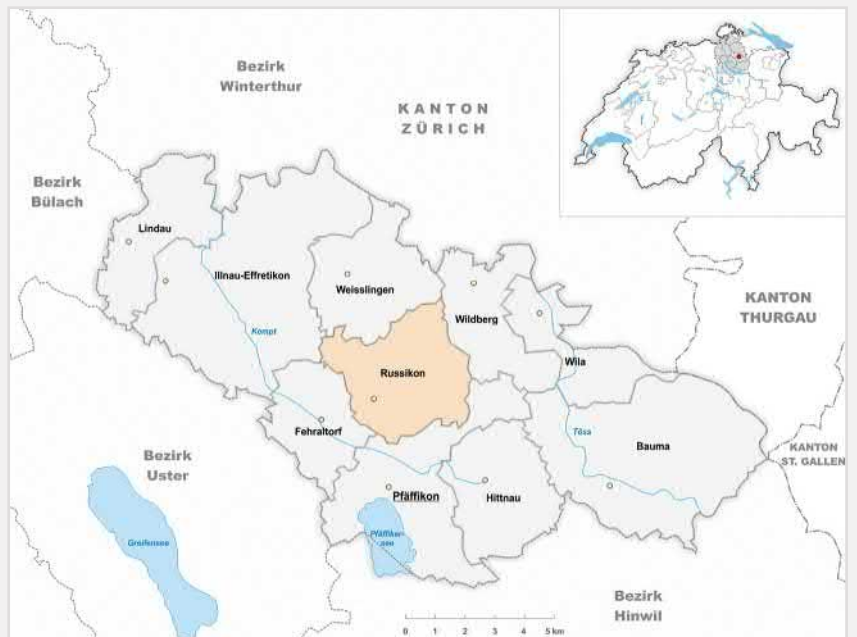 Bezirk
Winterthur
KANTON
ZÜRICH
Bezirk
Bülach
Lindau
Illnau-Effretikon
Weisslingen
Wildberg
KANTON
THURGAU
Kempt
Wila
Russikon
Fehraltorf
Töss
Bauma
KANTON
ST. GALLEN
Bezirk
Uster
Pfäffikon
Hittnau
Pfäffiker-
see
Greifensee
Bezirk
Hinwil
0 1 2 3 4 5 km